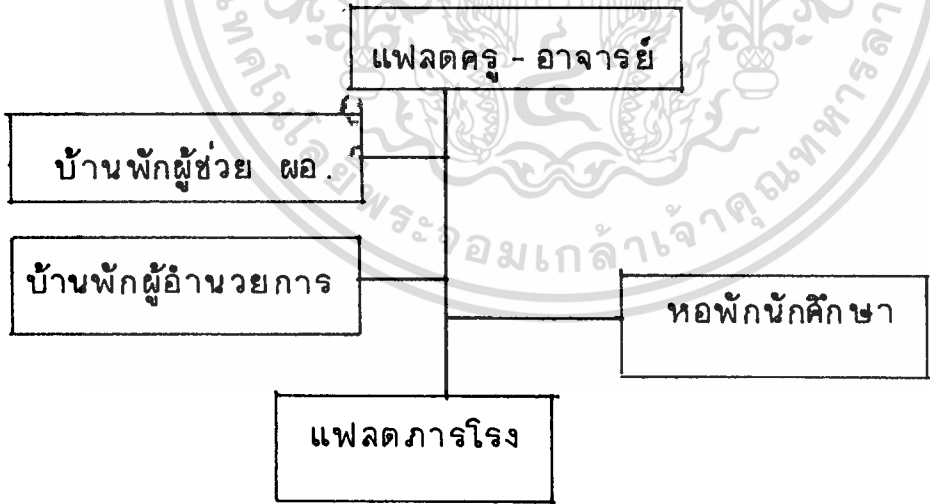 แฟลตครู - อาจารย์
บ้านพักผู้ช่วย ผอ.
บ้านพักผู้อำนวยการ
หอพักนักศึกษา
แฟลตภารโรง